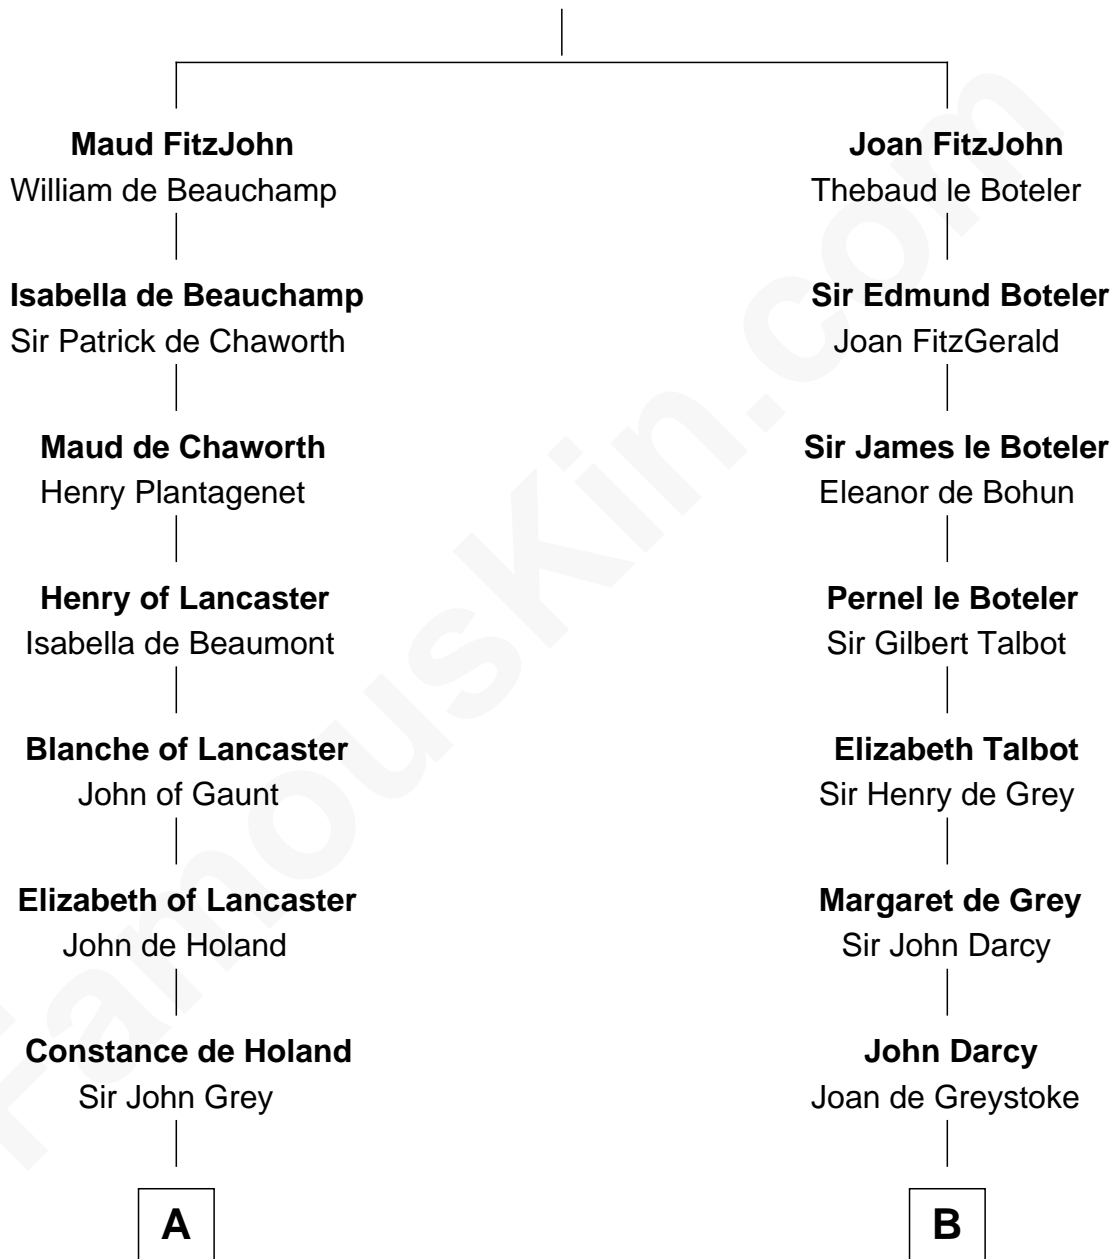 Maud FitzJohn
William de Beauchamp
Isabella de Beauchamp
Sir Patrick de Chaworth
Maud de Chaworth
Henry Plantagenet
Henry of Lancaster
Isabella de Beaumont
Blanche of Lancaster
John of Gaunt
Elizabeth of Lancaster
John de Holand
Constance de Holand
Sir John Grey
A
Joan FitzJohn
Thebaud le Boteler
Sir Edmund Boteler
Joan FitzGerald
Sir James le Boteler
Eleanor de Bohun
Pernel le Boteler
Sir Gilbert Talbot
Elizabeth Talbot
Sir Henry de Grey
Margaret de Grey
Sir John Darcy
John Darcy
Joan de Greystoke
B
FamousKin.com